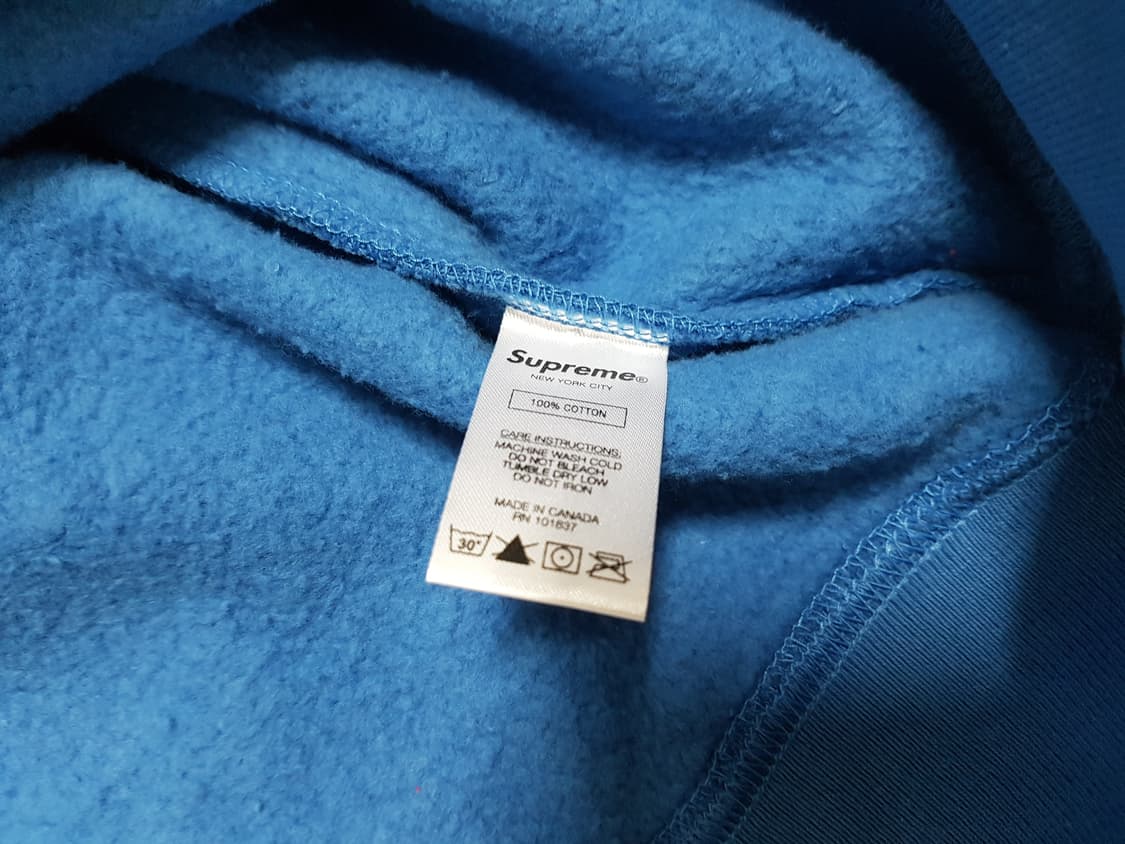 Supreme®
NEW YORK CITY
100% COTTON
CARE INSTRUCTIONS:
MACHINE WASH COLD
DO NOT BLEACH
TUMBLE DRY LOW
DO NOT IRON
MADE IN CANADA
RN 101837
30°